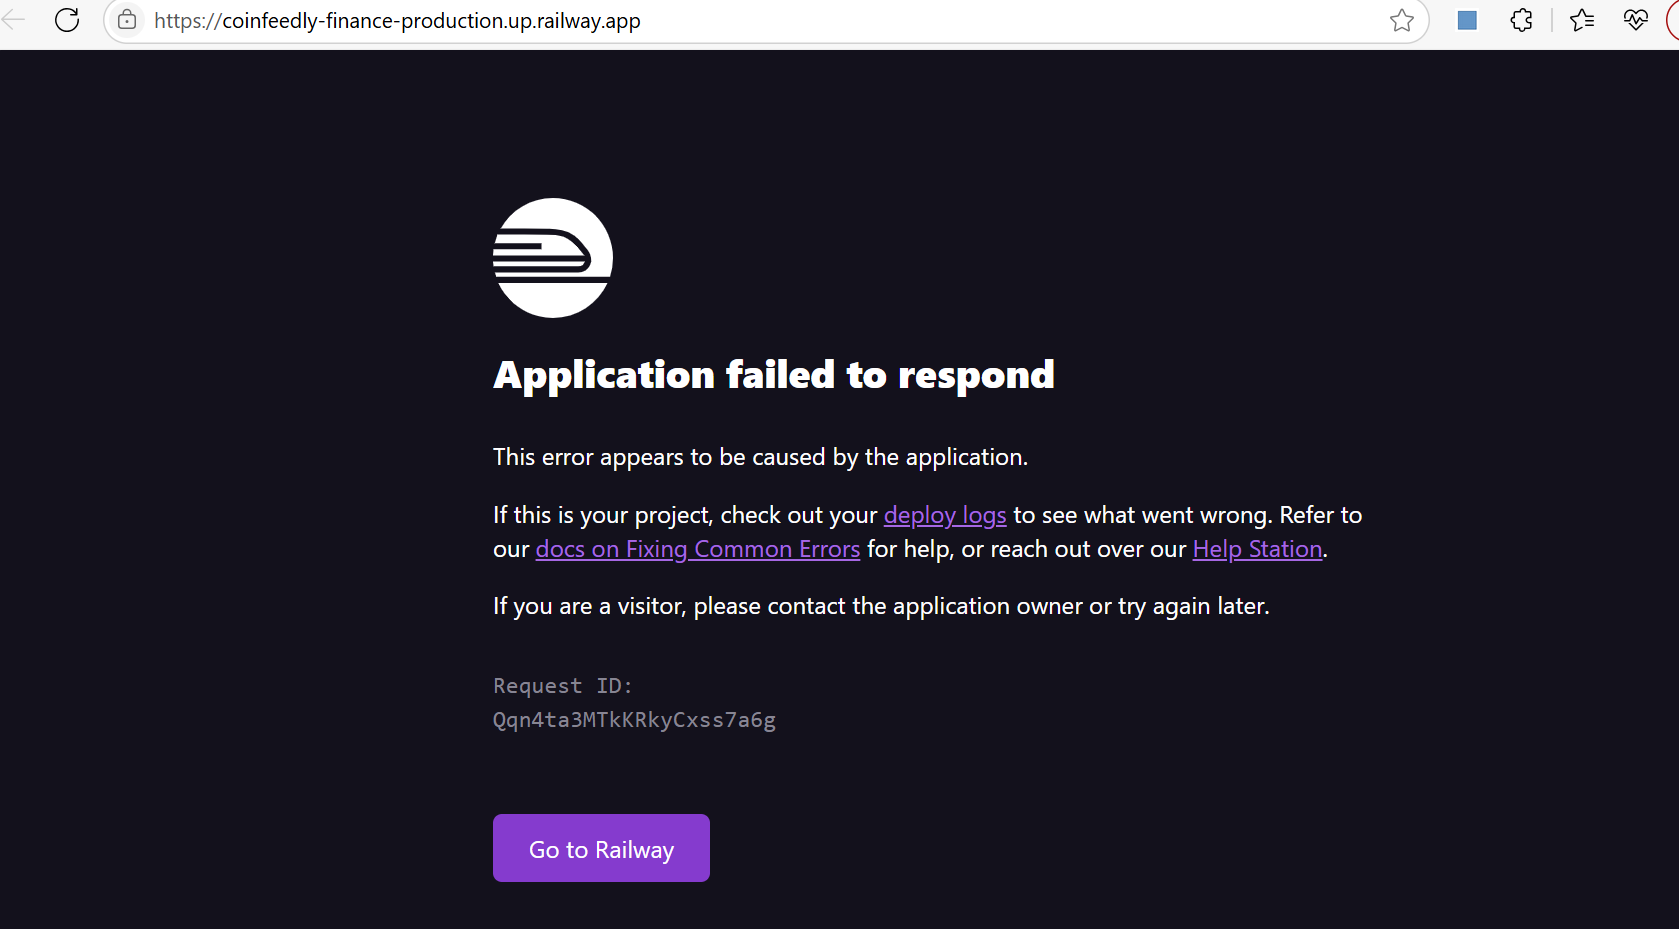 https://coinfeedly-finance-production.up.railway.app
Application failed to respond
This error appears to be caused by the application.
If this is your project, check out your deploy logs to see what went wrong. Refer to
our docs on Fixing Common Errors for help, or reach out over our Help Station.
If you are a visitor, please contact the application owner or try again later.
Request ID:
Qqn4ta3MTkKRkyCxss7a6g
Go to Railway